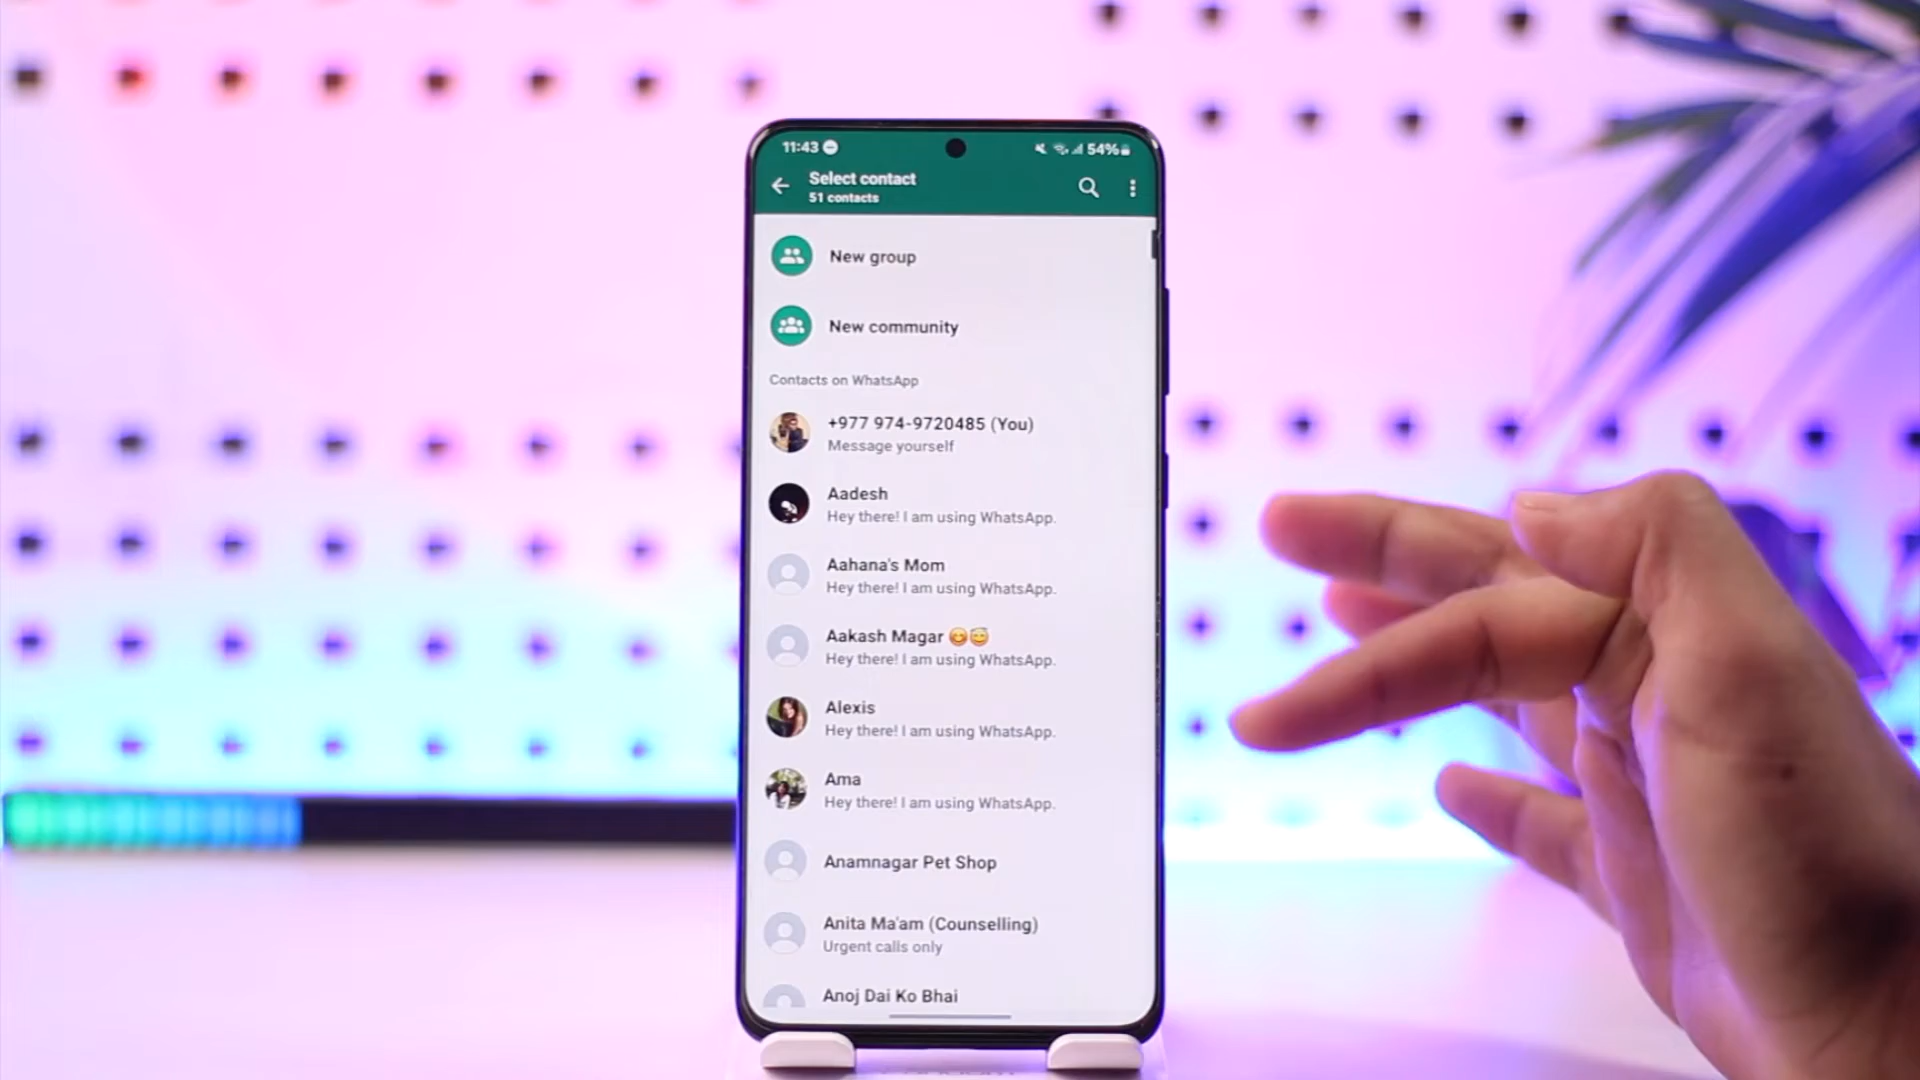 11:43
54%
Select contact
51 contacts
New group
New community
Contacts on WhatsApp
+977 974-9720485 (You)
Message yourself
Aadesh
Hey there! I am using WhatsApp.
Aahana's Mom
Hey there! I am using WhatsApp.
Aakash Magar 😊😇
Hey there! I am using WhatsApp.
Alexis
Hey there! I am using WhatsApp.
Ama
Hey there! I am using WhatsApp.
Anamnagar Pet Shop
Anita Ma'am (Counselling)
Urgent calls only
Anoj Dai Ko Bhai